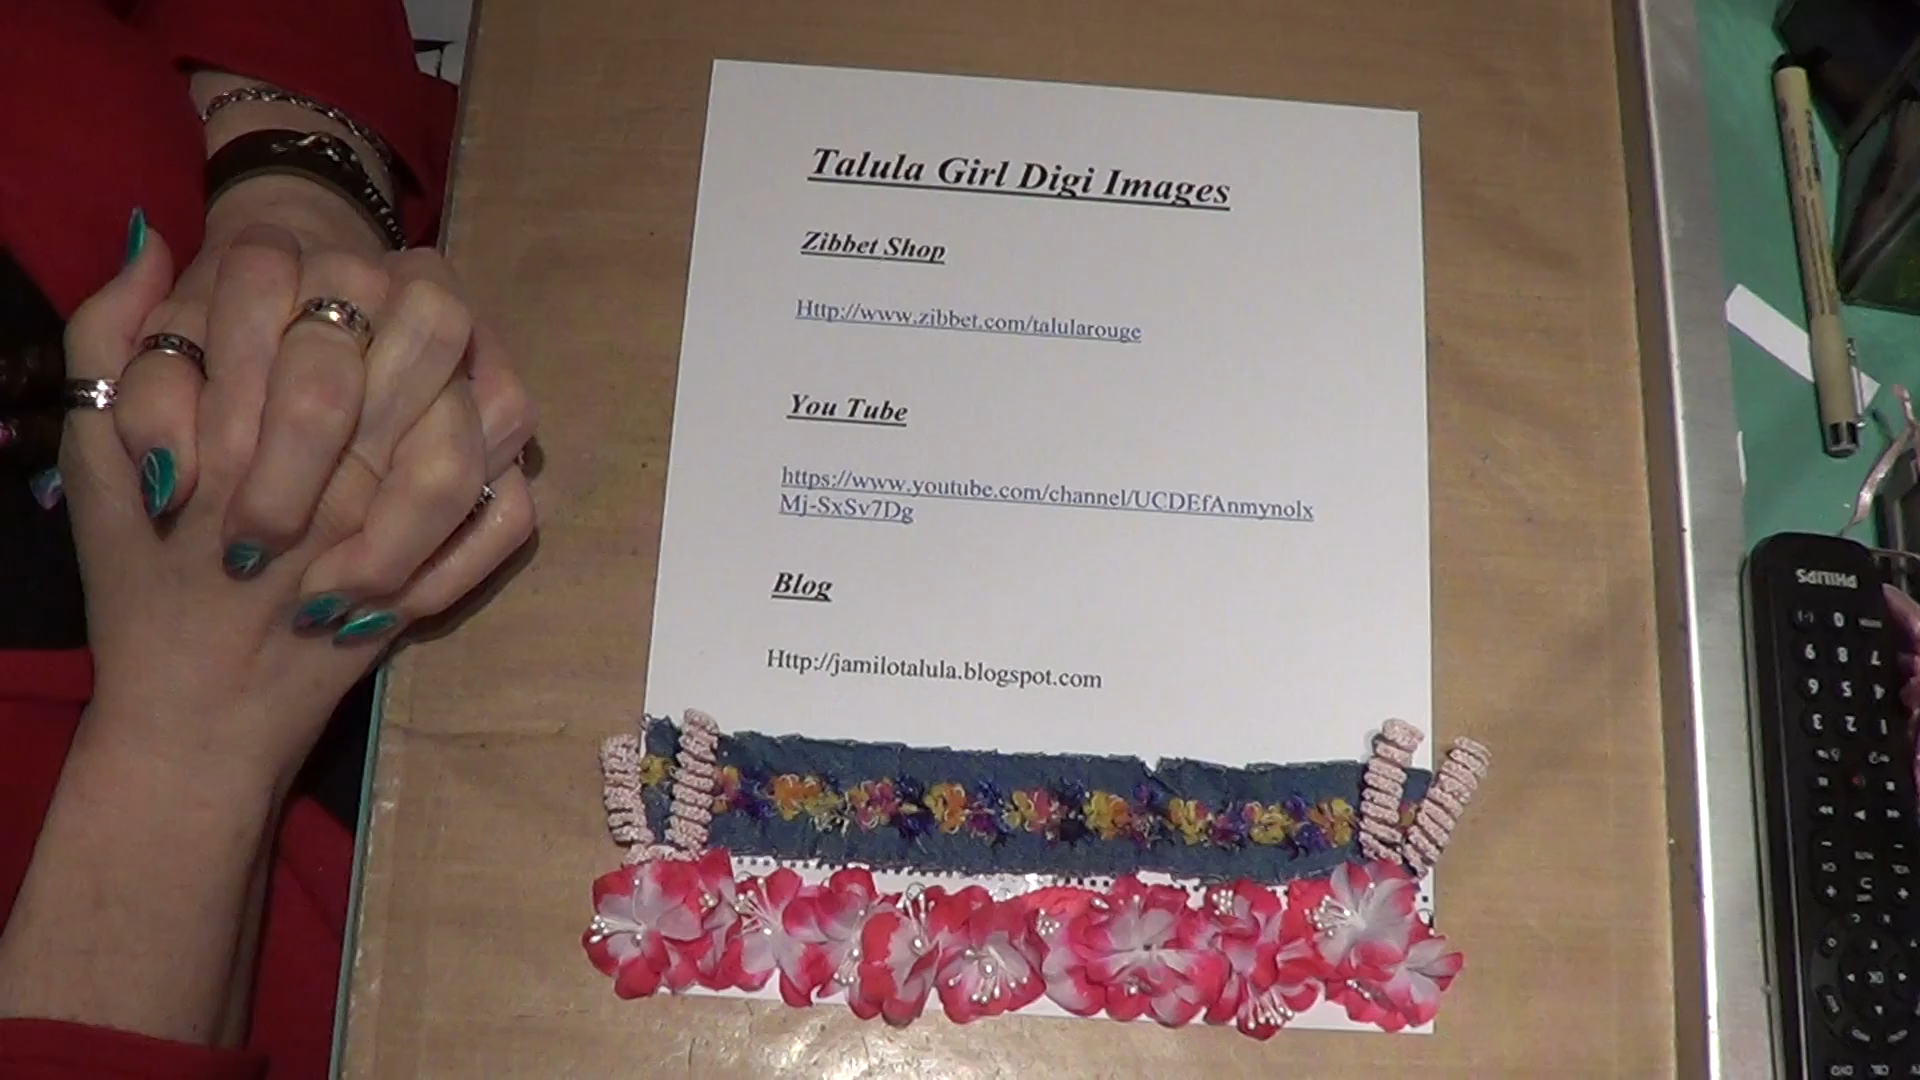 Talula Girl Digi Images
Zibbet Shop
Http://www.zibbet.com/talularouge
You Tube
https://www.youtube.com/channel/UCDEfAnmynolx
Mj-SxSv7Dg
Blog
Http://jamilotalula.blogspot.com
PHILIPS